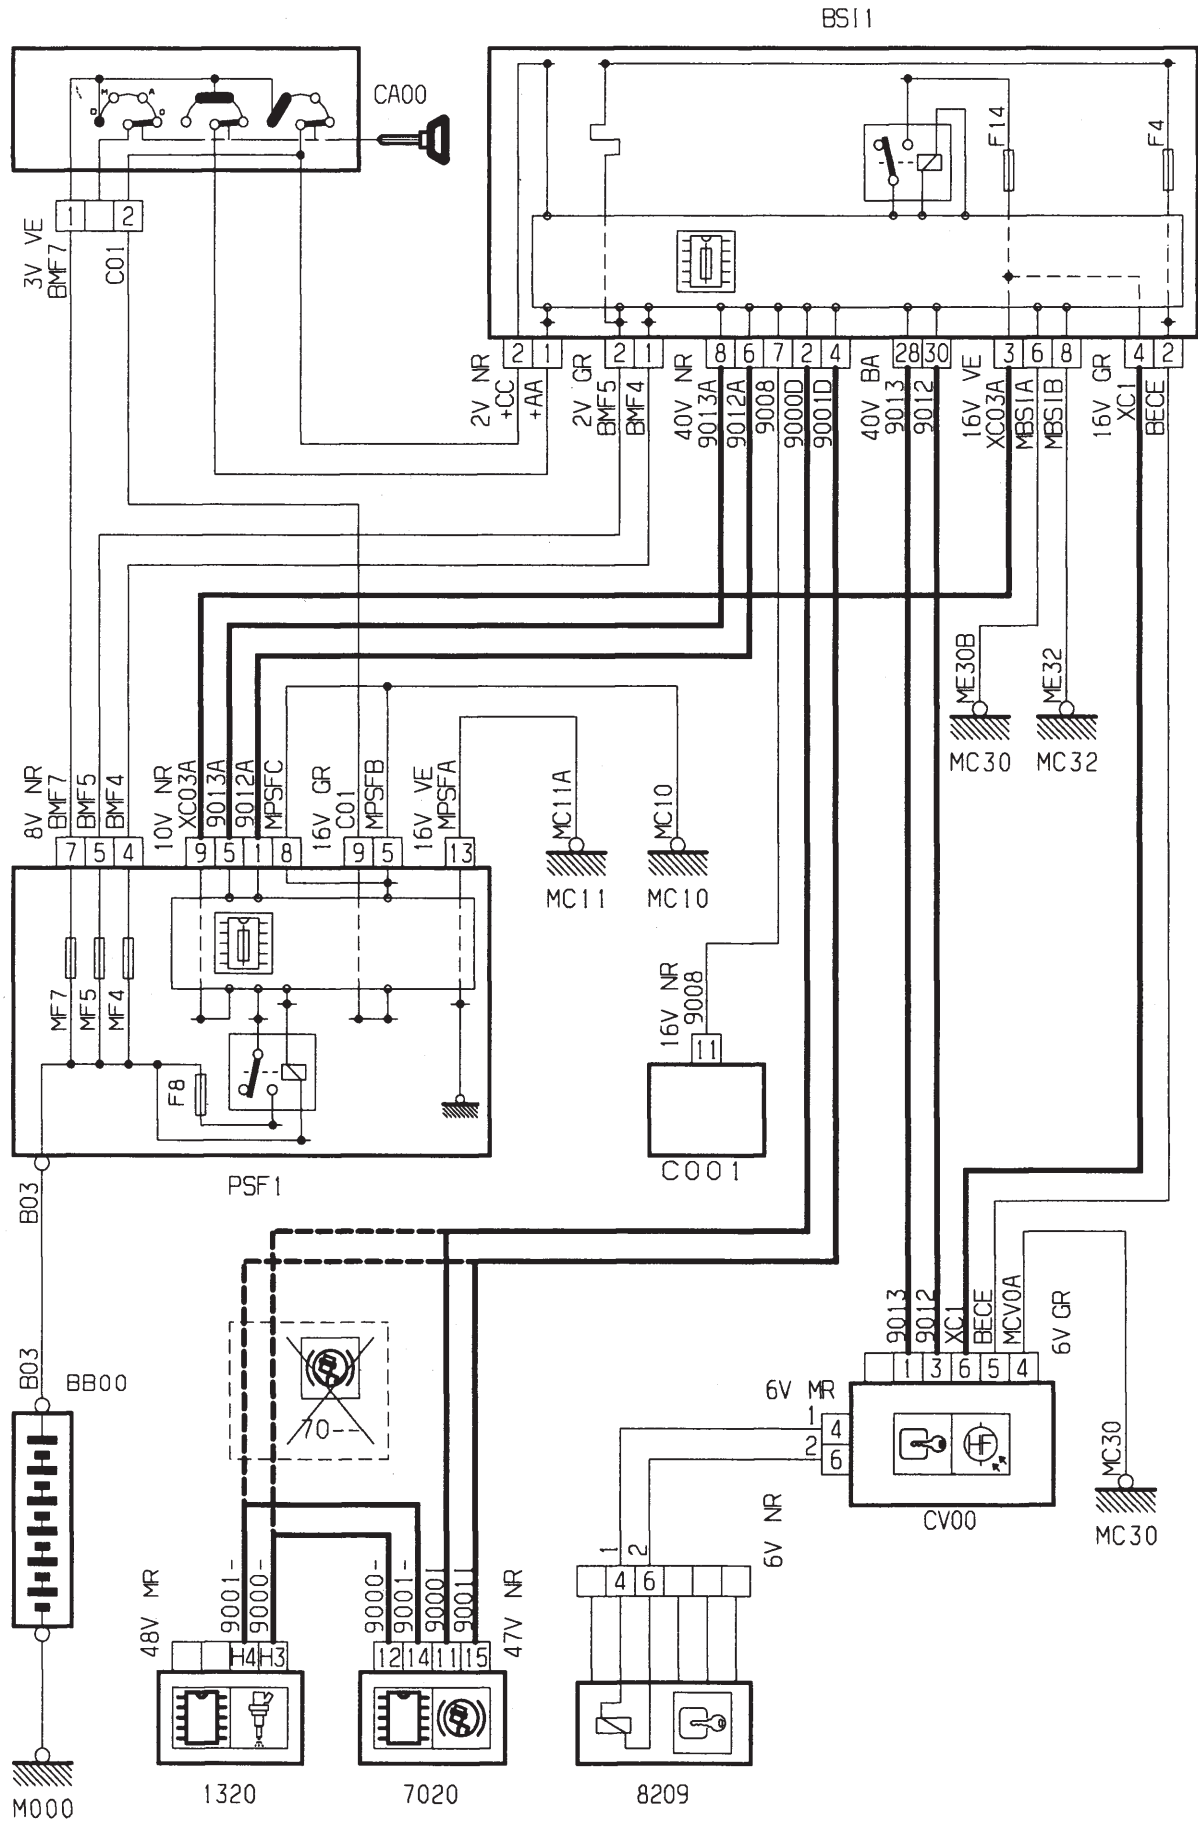 BSI1
CA00
M A
D
F14
F4
1 2
3V VE
BMF7
C01
2 1 2 1 8 6 7 2 4 28 30 3 6 8 4 2
2V NR
+CC
+AA
2V GR
BMF5
BMF4
40V NR
9013A
9012A
9008
9000D
9001D
40V BA
9013
9012
16V VE
XC03A
MBSIA
MBSIB
16V GR
XC1
BECE
ME30B
ME32
MC30
MC32
8V NR
BMF7
BMF5
BMF4
10V NR
XC03A
9013A
9012A
MPSFC
16V GR
C01
MPSFB
16V VE
MPSFA
MC11A
MC10
7 5 4 9 5 1 8 9 5 13
MC11
MC10
MF7
MF5
MF4
F8
16V NR
9008
11
C001
PSF1
B03
B03
BB00
70--
9013
9012
XC1
BECE
MCV0A
6V GR
1 3 6 5 4
6V MR
1 4
2 6
HF
CV00
MC30
MC30
1
2
6V NR
4 6
48V MR
9001-
9000-
9000-
9001-
9000I
9001I
47V NR
H4 H3
12 14 11 15
1320
7020
8209
M000